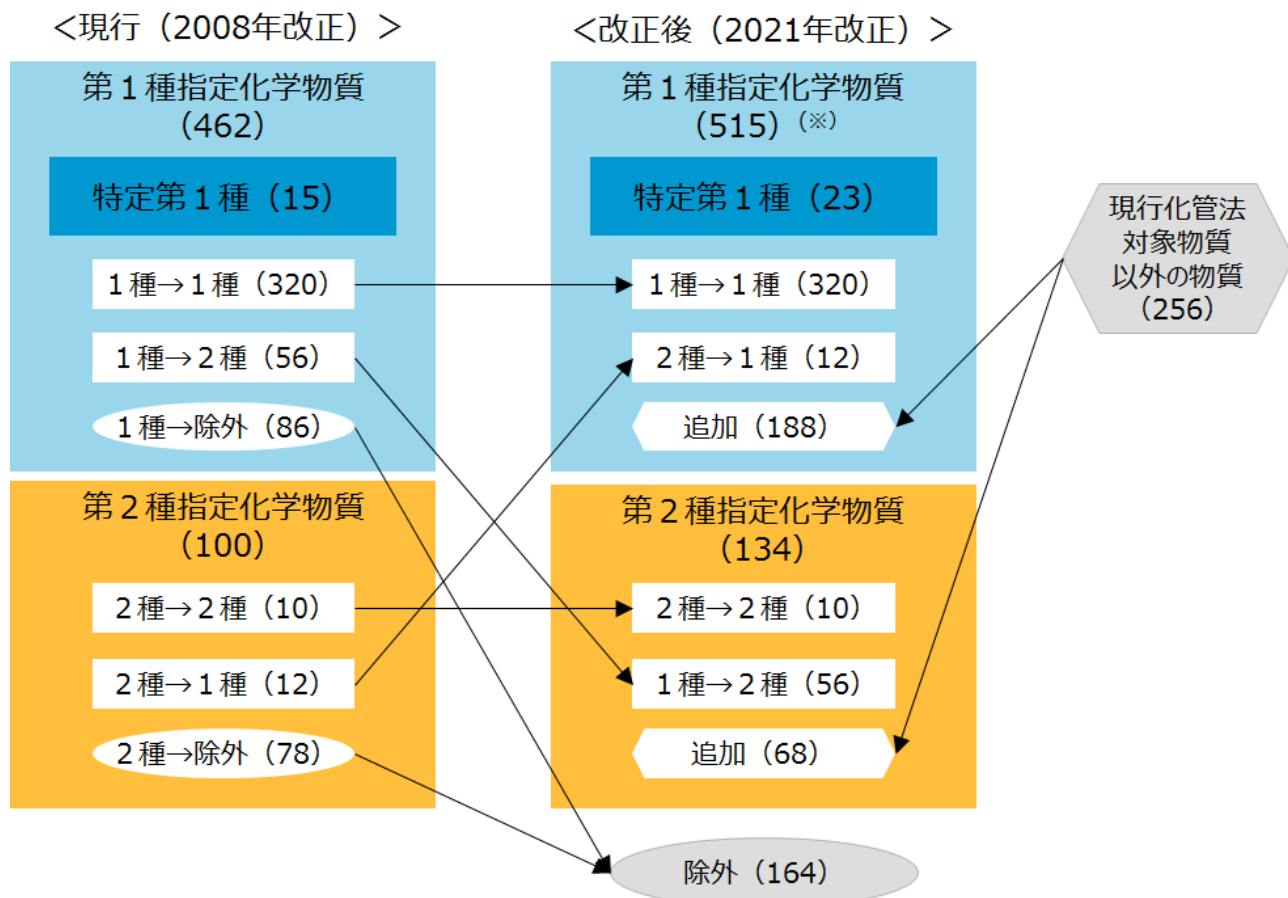 ＜現行（2008年改正）＞
第１種指定化学物質
（462）
特定第１種（15）
１種→１種（320）
１種→２種（56）
１種→除外（86）
第２種指定化学物質
（100）
２種→２種（10）
２種→１種（12）
２種→除外（78）
＜改正後（2021年改正）＞
第１種指定化学物質
（515）（※）
特定第１種（23）
１種→１種（320）
２種→１種（12）
追加（188）
第２種指定化学物質
（134）
２種→２種（10）
１種→２種（56）
追加（68）
除外（164）
現行化管法
対象物質
以外の物質
（256）